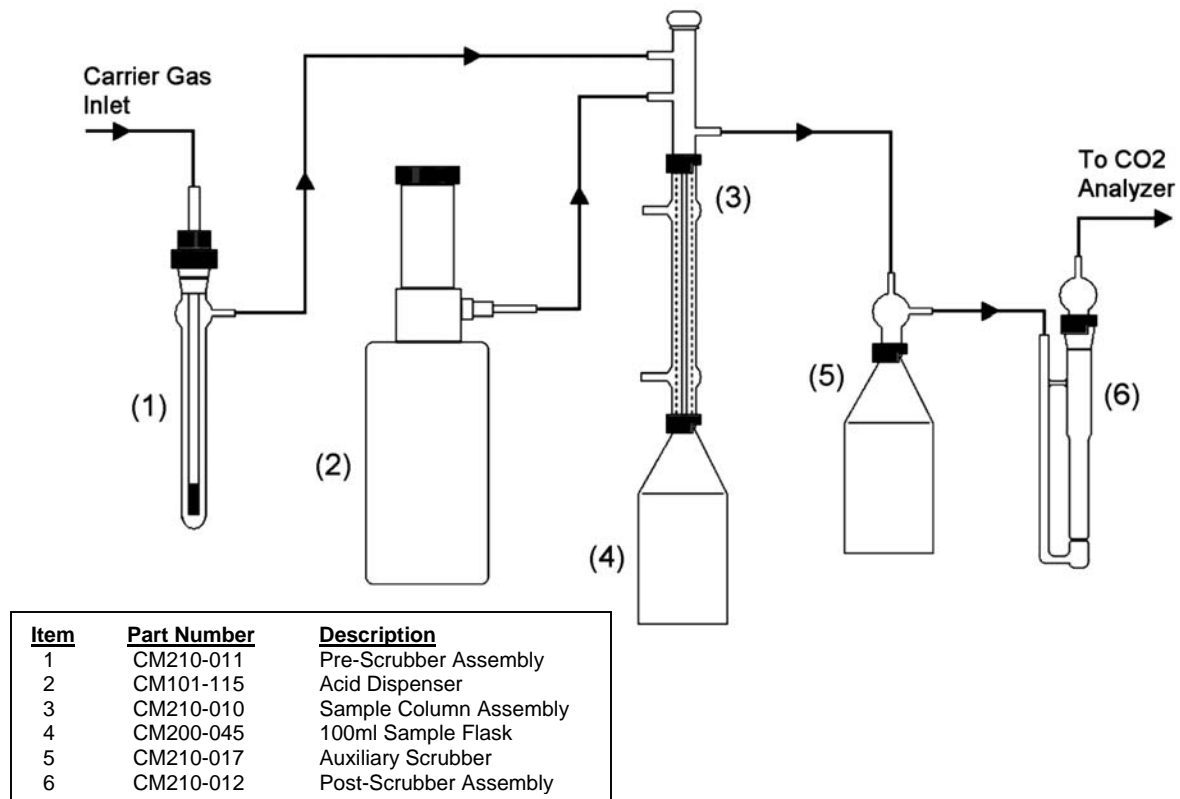 Carrier Gas
Inlet
To CO2
Analyzer
(1)
(2)
(3)
(4)
(5)
(6)
Item Part Number Description
1 CM210-011 Pre-Scrubber Assembly
2 CM101-115 Acid Dispenser
3 CM210-010 Sample Column Assembly
4 CM200-045 100ml Sample Flask
5 CM210-017 Auxiliary Scrubber
6 CM210-012 Post-Scrubber Assembly